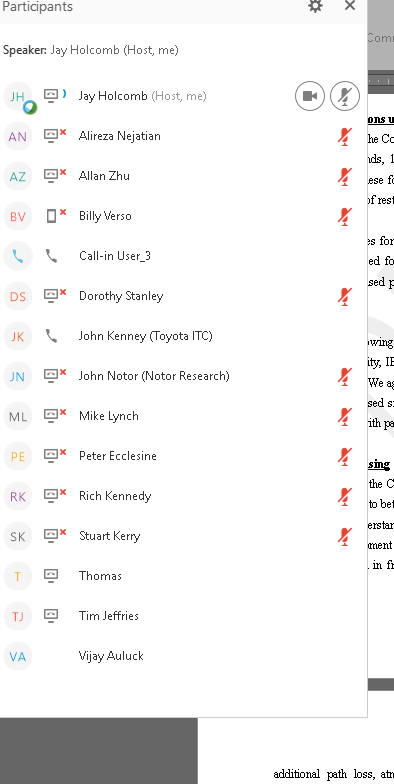 Participants
Speaker: Jay Holcomb (Host, me)
JH Jay Holcomb (Host, me)
AN Alireza Nejatian
AZ Allan Zhu
BV Billy Verso
Call-in User_3
DS Dorothy Stanley
JK John Kenney (Toyota ITC)
JN John Notor (Notor Research)
ML Mike Lynch
PE Peter Ecclesine
RK Rich Kennedy
SK Stuart Kerry
T Thomas
TJ Tim Jeffries
VA Vijay Auluck
additional path loss,